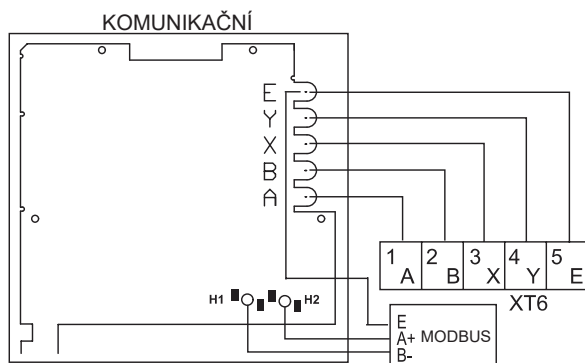 KOMUNIKAČNÍ
E
Y
X
B
A
1 A
2 B
3 X
4 Y
5 E
XT6
H1
H2
E
A+
B-
MODBUS